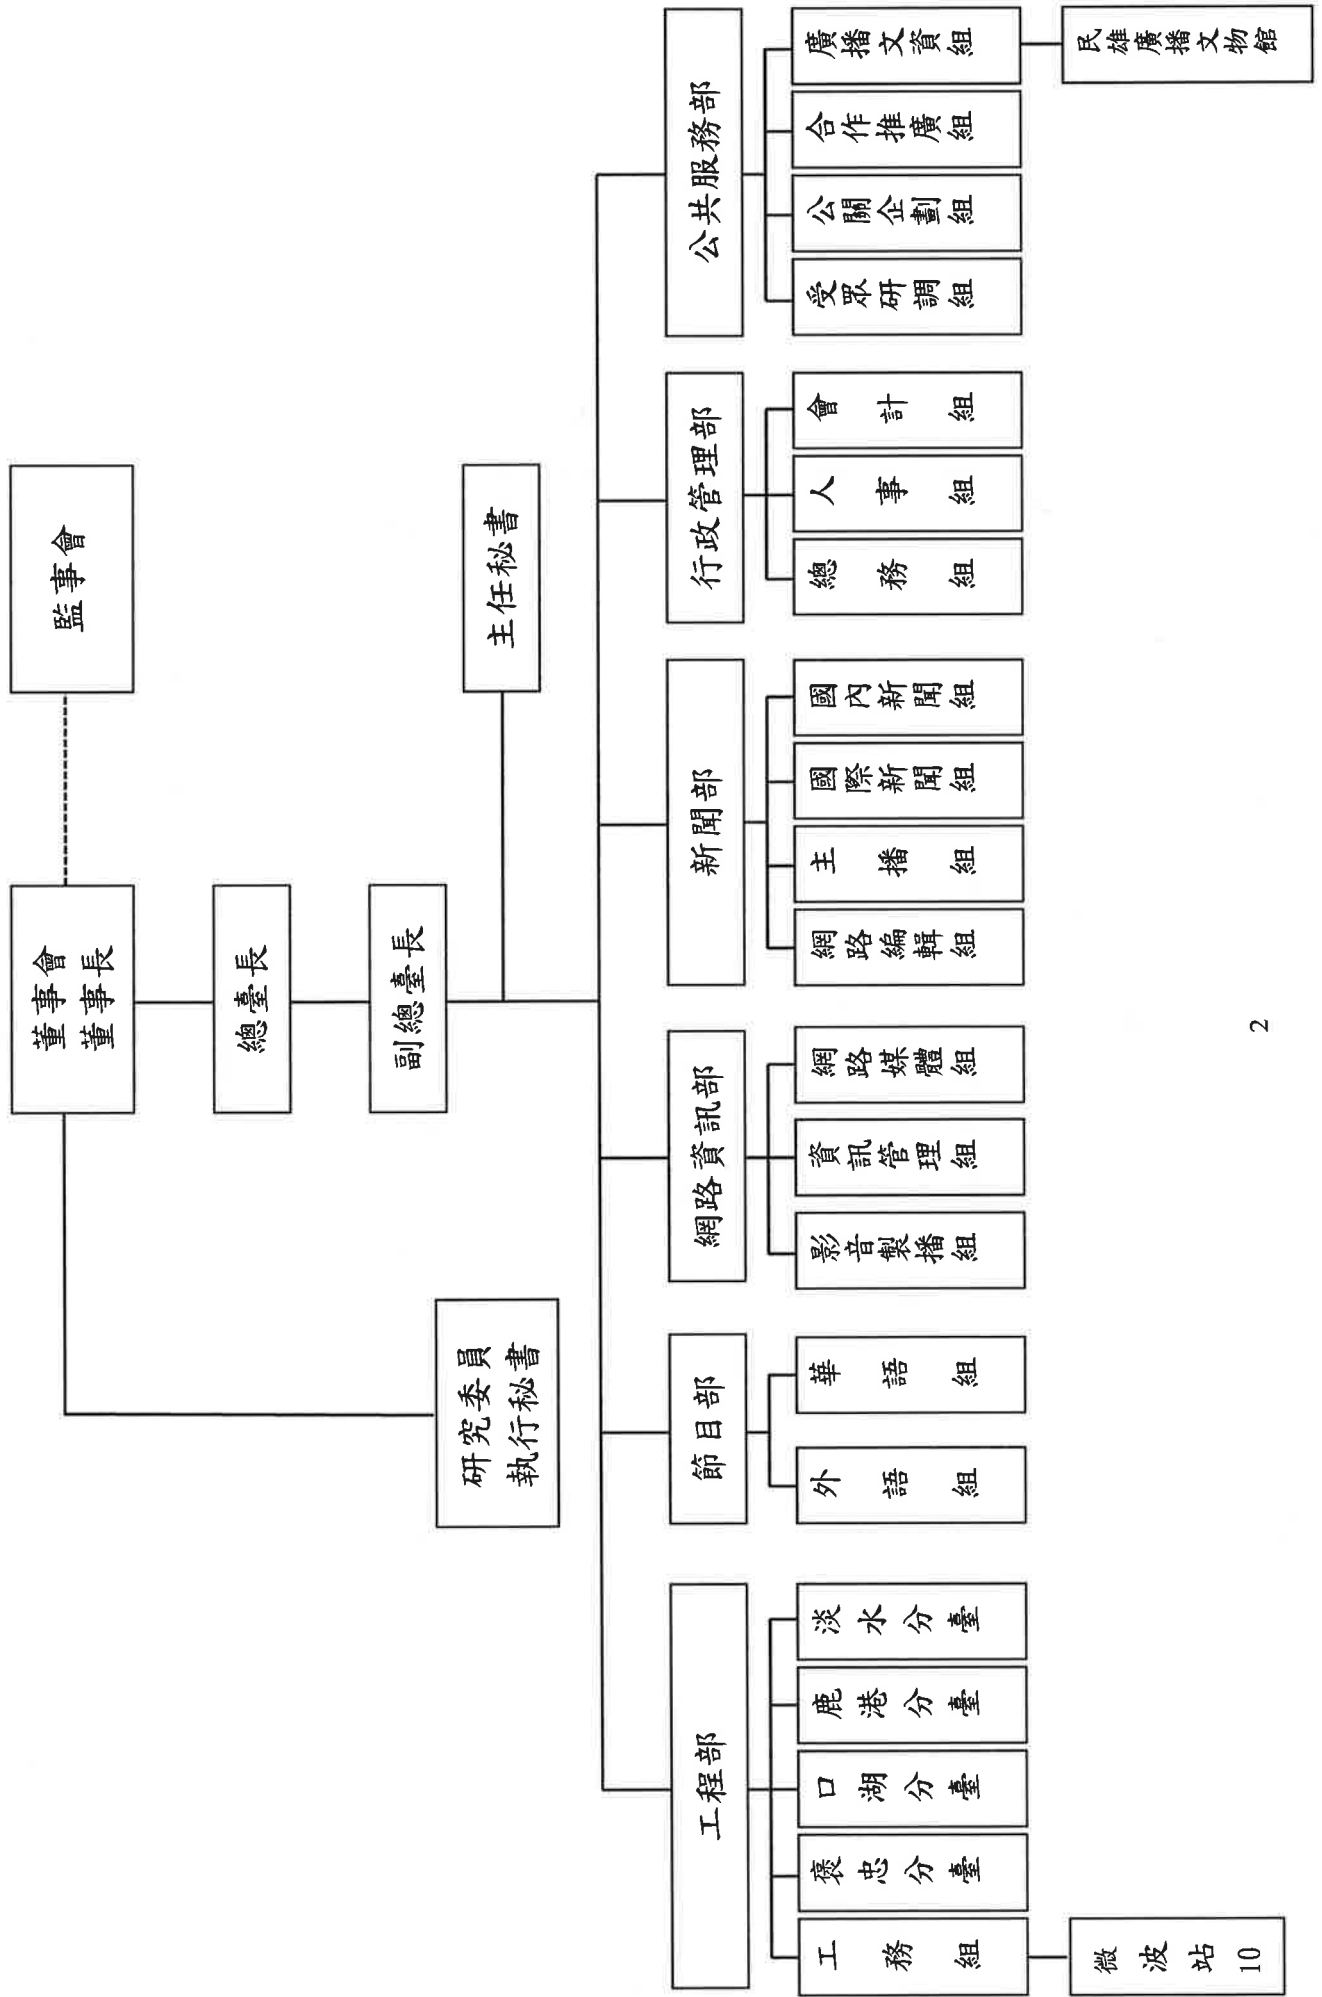 董事會
董事長
監事會
總臺長
副總臺長
研究委員
執行秘書
主任秘書
工程部
節目部
網路資訊部
新聞部
行政管理部
公共服務部
工務組
褒忠分臺
口湖分臺
鹿港分臺
淡水分臺
外語組
華語組
影音製播組
資訊管理組
網路媒體組
網路編輯組
主播組
國際新聞組
國內新聞組
總務組
人事組
會計組
受眾研調組
公關企劃組
合作推廣組
廣播文資組
微波站10
民雄廣播文物館
2